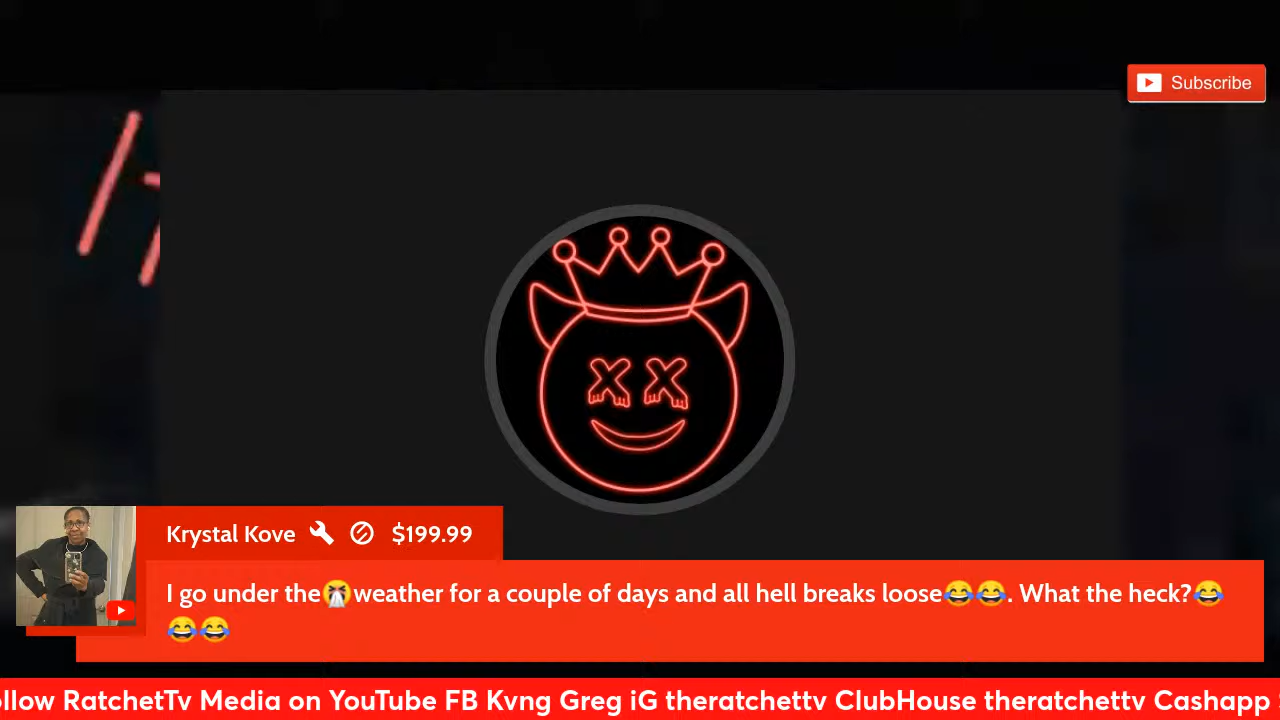 Subscribe
Krystal Kove $199.99
I go under the🤧weather for a couple of days and all hell breaks loose😂😂. What the heck?😂
😂😂
ollow RatchetTv Media on YouTube FB Kvng Greg iG theratchettv ClubHouse theratchettv Cashapp